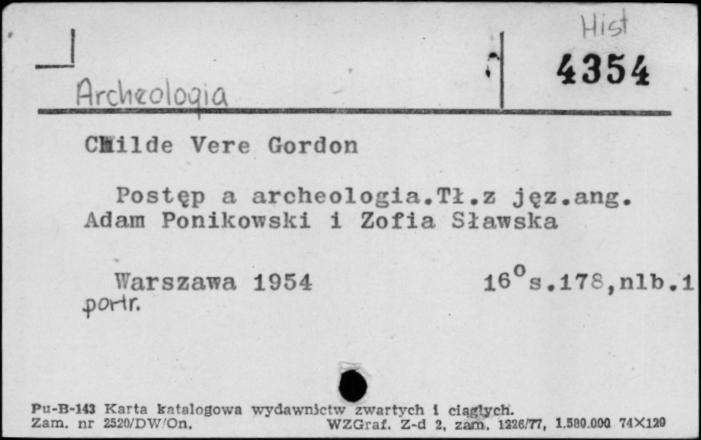 Hist
4354
Archeologia
Childe Vere Gordon
Postęp a archeologia.Tł.z jęz.ang.
Adam Ponikowski i Zofia Sławska
Warszawa 1954 16°s.178,nlb.1
portr.
Pu-B-143 Karta katalogowa wydawnictw zwartych i ciągłych.
Zam. nr 2520/DW/On. WZGraf. Z-d 2, zam. 1226/77, 1.580.000 74X120